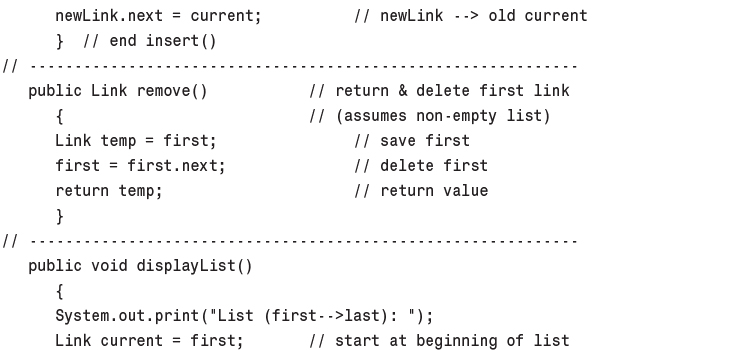 newLink.next = current;          // newLink --> old current
      }  // end insert()
// -------------------------------------------------------------
   public Link remove()           // return & delete first link
      {                           // (assumes non-empty list)
      Link temp = first;               // save first
      first = first.next;              // delete first
      return temp;                     // return value
      }
// -------------------------------------------------------------
   public void displayList()
      {
      System.out.print("List (first-->last): ");
      Link current = first;       // start at beginning of list